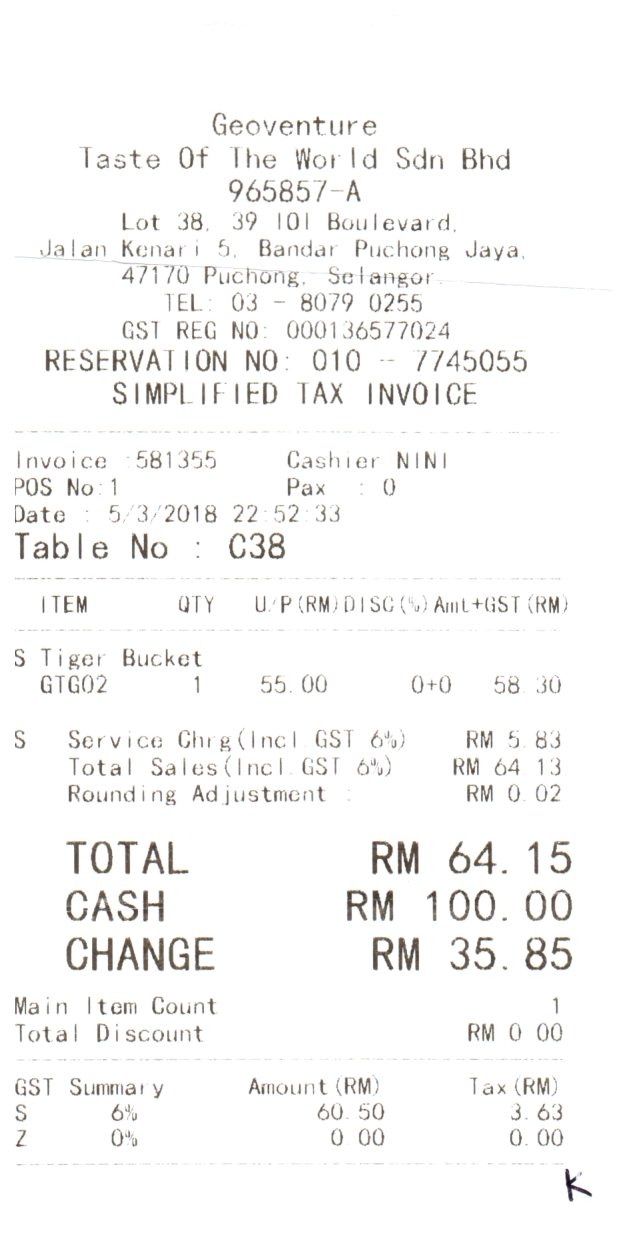 Geoventure
Taste Of The World Sdn Bhd
965857-A
Lot 38, 39 IOI Boulevard,
Jalan Kenari 5, Bandar Puchong Jaya,
47170 Puchong, Selangor.
TEL: 03 - 8079 0255
GST REG NO: 000136577024
RESERVATION NO: 010 - 7745055
SIMPLIFIED TAX INVOICE
Invoice :581355 Cashier NINI
POS No:1 Pax : 0
Date : 5/3/2018 22:52:33
Table No : C38
ITEM QTY U/P(RM) DISC(%) Amt+GST(RM)
S Tiger Bucket
GTG02 1 55.00 0+0 58.30
S Service Chrg(Incl.GST 6%) RM 5.83
Total Sales(Incl.GST 6%) RM 64.13
Rounding Adjustment : RM 0.02
TOTAL RM 64.15
CASH RM 100.00
CHANGE RM 35.85
Main Item Count 1
Total Discount RM 0.00
GST Summary Amount(RM) Tax(RM)
S 6% 60.50 3.63
Z 0% 0.00 0.00
K